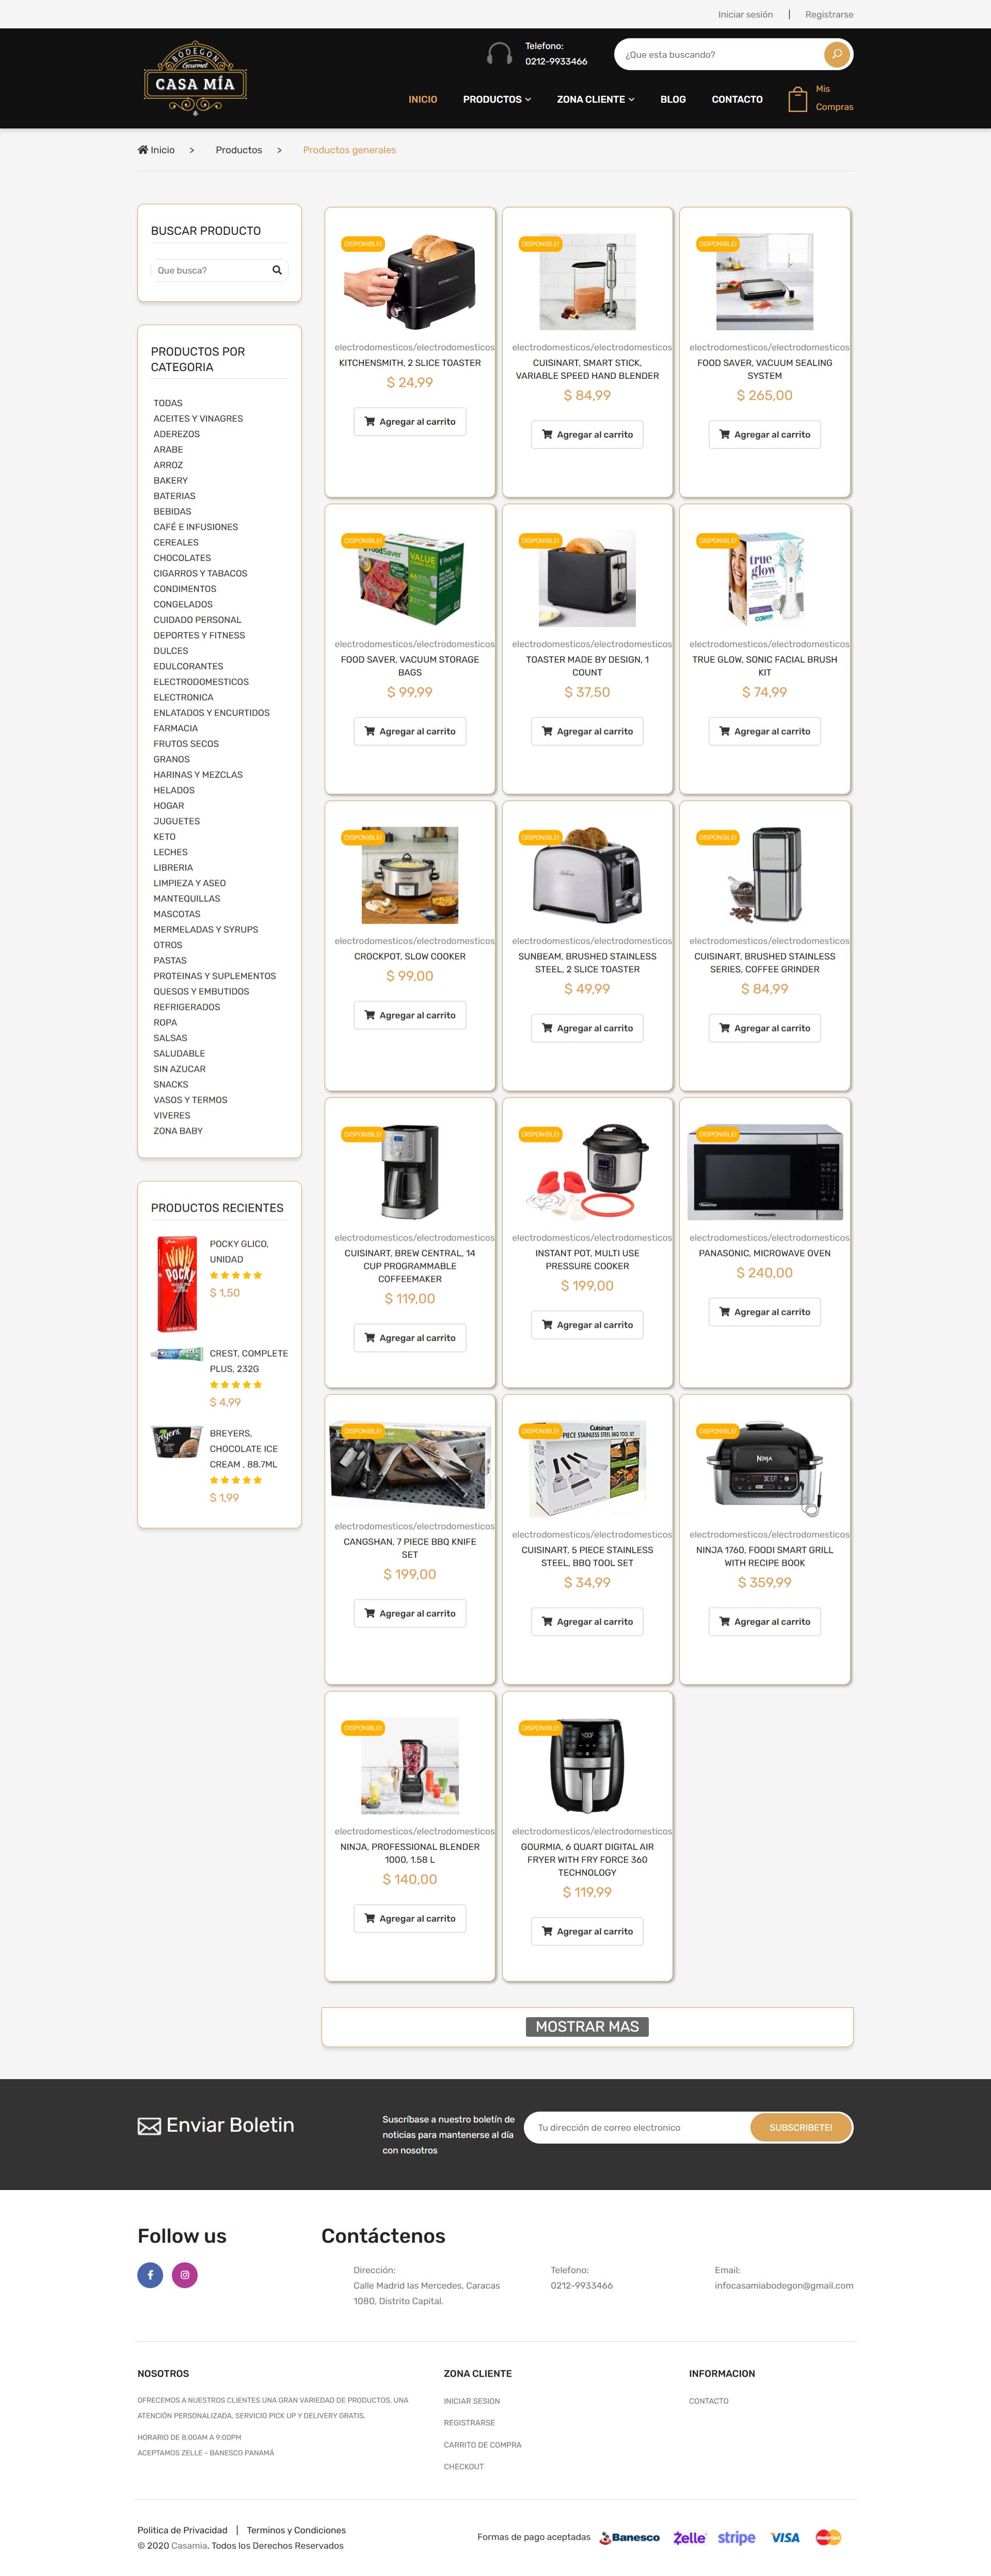 Iniciar sesión | Registrarse
BODEGON
Gourmet
CASA MÍA
Telefono:
0212-9933466
¿Que esta buscando?
INICIO PRODUCTOS ZONA CLIENTE BLOG CONTACTO
Mis
Compras
Inicio > Productos > Productos generales
BUSCAR PRODUCTO
Que busca?
PRODUCTOS POR
CATEGORIA
TODAS
ACEITES Y VINAGRES
ADEREZOS
ARABE
ARROZ
BAKERY
BATERIAS
BEBIDAS
CAFÉ E INFUSIONES
CEREALES
CHOCOLATES
CIGARROS Y TABACOS
CONDIMENTOS
CONGELADOS
CUIDADO PERSONAL
DEPORTES Y FITNESS
DULCES
EDULCORANTES
ELECTRODOMESTICOS
ELECTRONICA
ENLATADOS Y ENCURTIDOS
FARMACIA
FRUTOS SECOS
GRANOS
HARINAS Y MEZCLAS
HELADOS
HOGAR
JUGUETES
KETO
LECHES
LIBRERIA
LIMPIEZA Y ASEO
MANTEQUILLAS
MASCOTAS
MERMELADAS Y SYRUPS
OTROS
PASTAS
PROTEINAS Y SUPLEMENTOS
QUESOS Y EMBUTIDOS
REFRIGERADOS
ROPA
SALSAS
SALUDABLE
SIN AZUCAR
SNACKS
VASOS Y TERMOS
VIVERES
ZONA BABY
PRODUCTOS RECIENTES
POCKY
POCKY GLICO,
UNIDAD
$ 1,50
CREST, COMPLETE
PLUS, 232G
$ 4,99
BREYERS,
CHOCOLATE ICE
CREAM , 88.7ML
$ 1,99
DISPONIBLE!
electrodomesticos/electrodomesticos
KITCHENSMITH, 2 SLICE TOASTER
$ 24,99
Agregar al carrito
DISPONIBLE!
electrodomesticos/electrodomesticos
CUISINART, SMART STICK,
VARIABLE SPEED HAND BLENDER
$ 84,99
Agregar al carrito
DISPONIBLE!
electrodomesticos/electrodomesticos
FOOD SAVER, VACUUM SEALING
SYSTEM
$ 265,00
Agregar al carrito
DISPONIBLE!
FoodSaver
VALUE
electrodomesticos/electrodomesticos
FOOD SAVER, VACUUM STORAGE
BAGS
$ 99,99
Agregar al carrito
DISPONIBLE!
electrodomesticos/electrodomesticos
TOASTER MADE BY DESIGN, 1
COUNT
$ 37,50
Agregar al carrito
DISPONIBLE!
true
glow
CONAIR
electrodomesticos/electrodomesticos
TRUE GLOW, SONIC FACIAL BRUSH
KIT
$ 74,99
Agregar al carrito
DISPONIBLE!
electrodomesticos/electrodomesticos
CROCKPOT, SLOW COOKER
$ 99,00
Agregar al carrito
DISPONIBLE!
electrodomesticos/electrodomesticos
SUNBEAM, BRUSHED STAINLESS
STEEL, 2 SLICE TOASTER
$ 49,99
Agregar al carrito
DISPONIBLE!
electrodomesticos/electrodomesticos
CUISINART, BRUSHED STAINLESS
SERIES, COFFEE GRINDER
$ 84,99
Agregar al carrito
DISPONIBLE!
electrodomesticos/electrodomesticos
CUISINART, BREW CENTRAL, 14
CUP PROGRAMMABLE
COFFEEMAKER
$ 119,00
Agregar al carrito
DISPONIBLE!
electrodomesticos/electrodomesticos
INSTANT POT, MULTI USE
PRESSURE COOKER
$ 199,00
Agregar al carrito
DISPONIBLE!
Panasonic
electrodomesticos/electrodomesticos
PANASONIC, MICROWAVE OVEN
$ 240,00
Agregar al carrito
DISPONIBLE!
electrodomesticos/electrodomesticos
CANGSHAN, 7 PIECE BBQ KNIFE
SET
$ 199,00
Agregar al carrito
DISPONIBLE!
Cuisinart
PIECE STAINLESS STEEL BBQ TOOL SET
electrodomesticos/electrodomesticos
CUISINART, 5 PIECE STAINLESS
STEEL, BBQ TOOL SET
$ 34,99
Agregar al carrito
DISPONIBLE!
NINJA
electrodomesticos/electrodomesticos
NINJA 1760, FOODI SMART GRILL
WITH RECIPE BOOK
$ 359,99
Agregar al carrito
DISPONIBLE!
electrodomesticos/electrodomesticos
NINJA, PROFESSIONAL BLENDER
1000, 1.58 L
$ 140,00
Agregar al carrito
DISPONIBLE!
electrodomesticos/electrodomesticos
GOURMIA, 6 QUART DIGITAL AIR
FRYER WITH FRY FORCE 360
TECHNOLOGY
$ 119,99
Agregar al carrito
MOSTRAR MAS
Enviar Boletin
Suscríbase a nuestro boletín de
noticias para mantenerse al día
con nosotros
Tu dirección de correo electronico
SUBSCRIBETE!
Follow us
Contáctenos
Dirección:
Calle Madrid las Mercedes, Caracas
1080, Distrito Capital.
Telefono:
0212-9933466
Email:
infocasamiabodegon@gmail.com
NOSOTROS
OFRECEMOS A NUESTROS CLIENTES UNA GRAN VARIEDAD DE PRODUCTOS, UNA
ATENCIÓN PERSONALIZADA, SERVICIO PICK UP Y DELIVERY GRATIS.
HORARIO DE 8:00AM A 9:00PM
ACEPTAMOS ZELLE - BANESCO PANAMÁ
ZONA CLIENTE
INICIAR SESION
REGISTRARSE
CARRITO DE COMPRA
CHECKOUT
INFORMACION
CONTACTO
Politica de Privacidad | Terminos y Condiciones
© 2020 Casamia. Todos los Derechos Reservados
Formas de pago aceptadas Banesco Zelle stripe VISA MasterCard